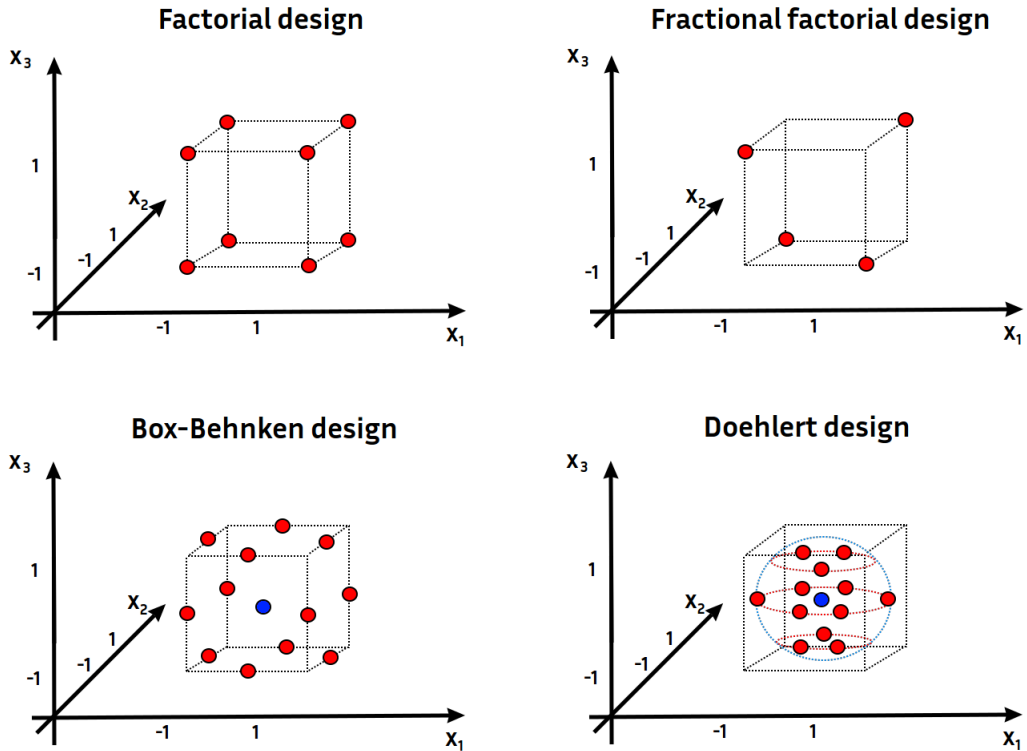 Factorial design
X3
1
X2
1
-1
-1
-1
1
X1
Fractional factorial design
X3
1
X2
1
-1
-1
-1
1
X1
Box-Behnken design
X3
1
X2
1
-1
-1
-1
1
X1
Doehlert design
X3
1
X2
1
-1
-1
-1
1
X1